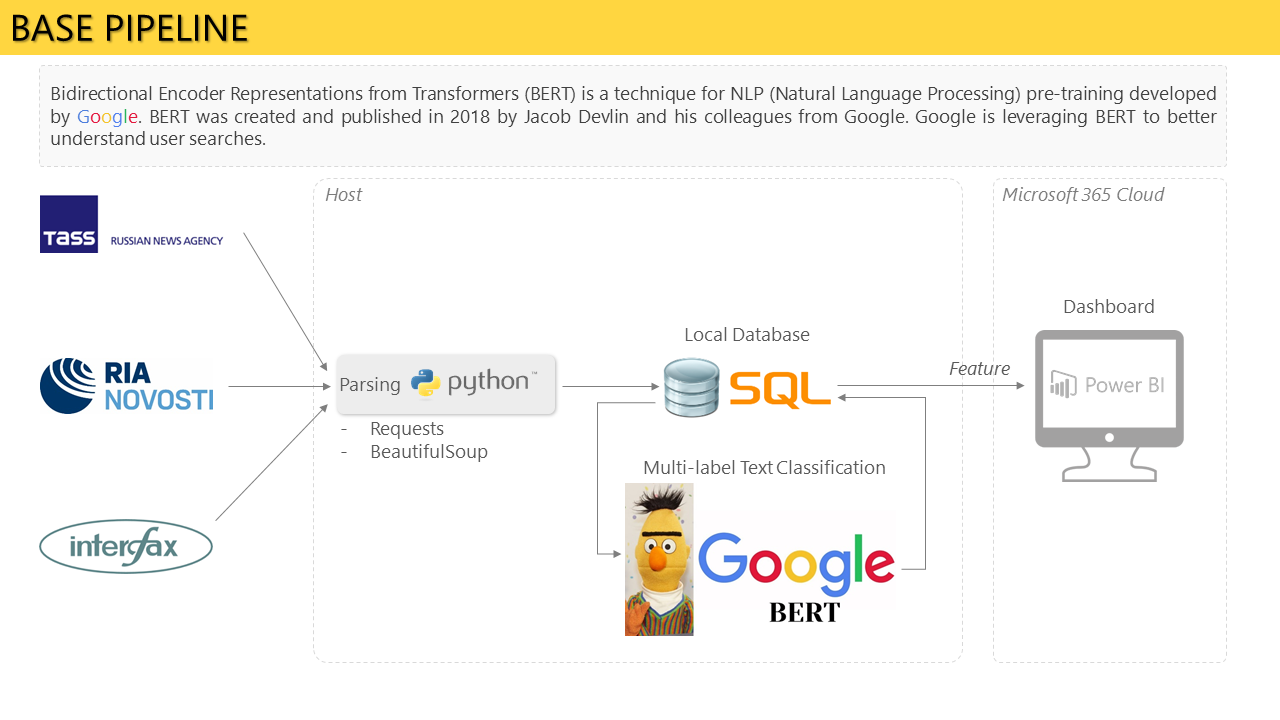 BASE PIPELINE
Bidirectional Encoder Representations from Transformers (BERT) is a technique for NLP (Natural Language Processing) pre-training developed
by Google. BERT was created and published in 2018 by Jacob Devlin and his colleagues from Google. Google is leveraging BERT to better
understand user searches.
Host
Microsoft 365 Cloud
TASS
RUSSIAN NEWS AGENCY
Dashboard
Local Database
RIA
NOVOSTI
Parsing
python™
SQL
Feature
Power BI
- Requests
- BeautifulSoup
Multi-label Text Classification
interfax
Google
BERT